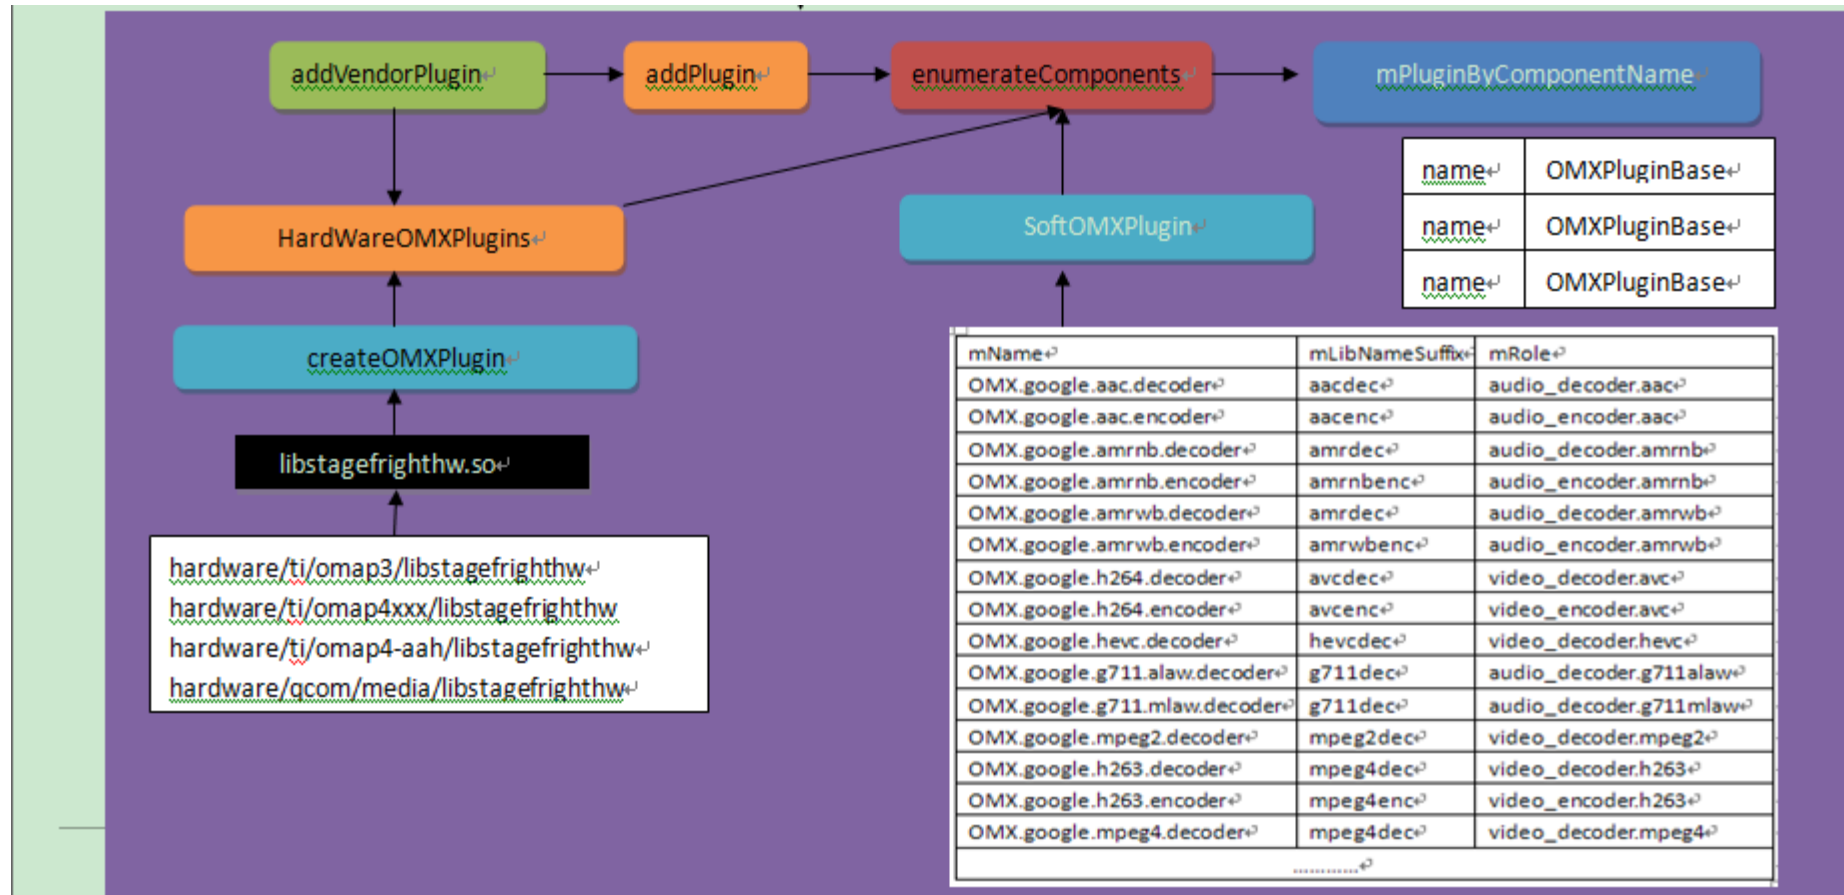 addVendorPlugin
addPlugin
enumerateComponents
mPluginByComponentName
name OMXPluginBase
name OMXPluginBase
name OMXPluginBase
HardWareOMXPlugins
SoftOMXPlugin
createOMXPlugin
libstagefrighthw.so
hardware/ti/omap3/libstagefrighthw
hardware/ti/omap4xxx/libstagefrighthw
hardware/ti/omap4-aah/libstagefrighthw
hardware/qcom/media/libstagefrighthw
mName mLibNameSuffix mRole
OMX.google.aac.decoder aacdec audio_decoder.aac
OMX.google.aac.encoder aacenc audio_encoder.aac
OMX.google.amrnb.decoder amrdec audio_decoder.amrnb
OMX.google.amrnb.encoder amrnbenc audio_encoder.amrnb
OMX.google.amrwb.decoder amrdec audio_decoder.amrwb
OMX.google.amrwb.encoder amrwbenc audio_encoder.amrwb
OMX.google.h264.decoder avcdec video_decoder.avc
OMX.google.h264.encoder avcenc video_encoder.avc
OMX.google.hevc.decoder hevcdec video_decoder.hevc
OMX.google.g711.alaw.decoder g711dec audio_decoder.g711alaw
OMX.google.g711.mlaw.decoder g711dec audio_decoder.g711mlaw
OMX.google.mpeg2.decoder mpeg2dec video_decoder.mpeg2
OMX.google.h263.decoder mpeg4dec video_decoder.h263
OMX.google.h263.encoder mpeg4enc video_encoder.h263
OMX.google.mpeg4.decoder mpeg4dec video_decoder.mpeg4
............